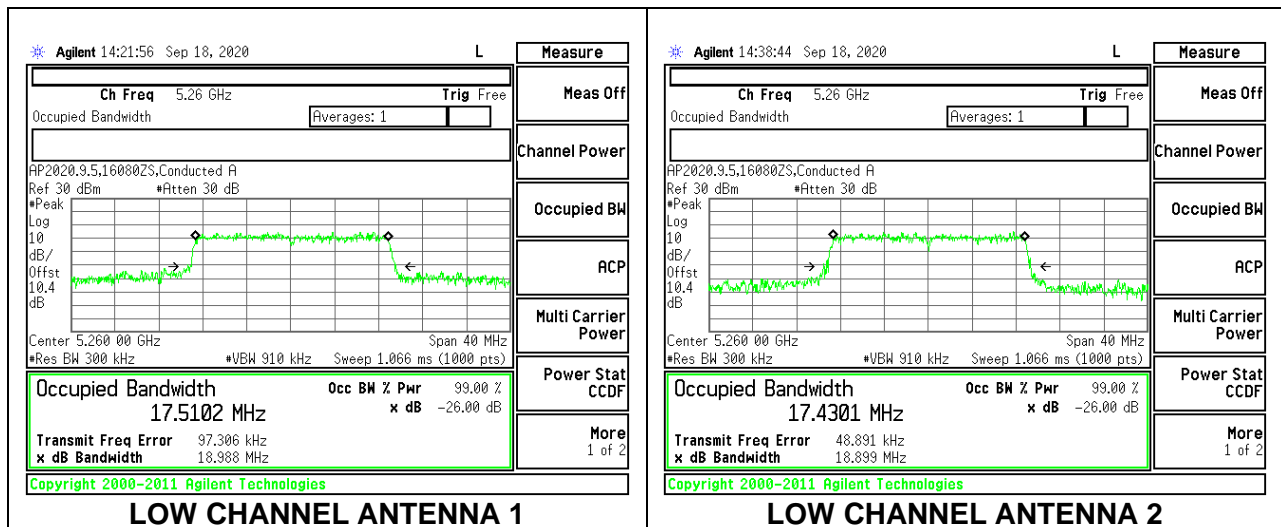 Agilent 14:21:56 Sep 18, 2020 L
Measure
Ch Freq 5.26 GHz Trig Free
Meas Off
Occupied Bandwidth Averages: 1
Channel Power
AP2020.9.5,16080ZS,Conducted A
Ref 30 dBm #Atten 30 dB
#Peak
Log
10
dB/
Offst
10.4
dB
Occupied BW
ACP
Multi Carrier
Power
Center 5.260 00 GHz Span 40 MHz
#Res BW 300 kHz #VBW 910 kHz Sweep 1.066 ms (1000 pts)
Power Stat
CCDF
Occupied Bandwidth Occ BW % Pwr 99.00 %
17.5102 MHz x dB -26.00 dB
Transmit Freq Error 97.306 kHz
x dB Bandwidth 18.988 MHz
More
1 of 2
Copyright 2000-2011 Agilent Technologies
LOW CHANNEL ANTENNA 1
Agilent 14:38:44 Sep 18, 2020 L
Measure
Ch Freq 5.26 GHz Trig Free
Meas Off
Occupied Bandwidth Averages: 1
Channel Power
AP2020.9.5,16080ZS,Conducted A
Ref 30 dBm #Atten 30 dB
#Peak
Log
10
dB/
Offst
10.4
dB
Occupied BW
ACP
Multi Carrier
Power
Center 5.260 00 GHz Span 40 MHz
#Res BW 300 kHz #VBW 910 kHz Sweep 1.066 ms (1000 pts)
Power Stat
CCDF
Occupied Bandwidth Occ BW % Pwr 99.00 %
17.4301 MHz x dB -26.00 dB
Transmit Freq Error 48.891 kHz
x dB Bandwidth 18.899 MHz
More
1 of 2
Copyright 2000-2011 Agilent Technologies
LOW CHANNEL ANTENNA 2